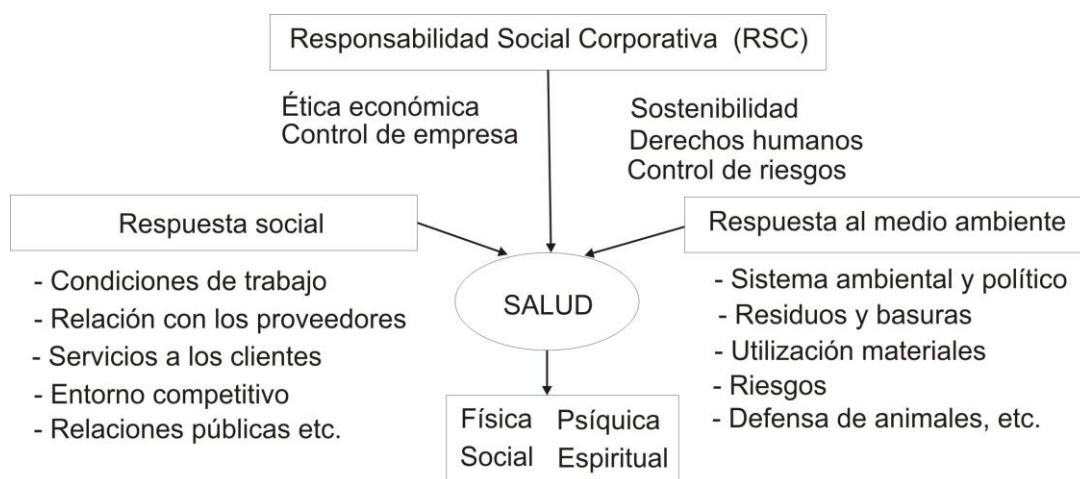 Responsabilidad Social Corporativa (RSC)
Ética económica
Control de empresa
Sostenibilidad
Derechos humanos
Control de riesgos
Respuesta social
- Condiciones de trabajo
- Relación con los proveedores
- Servicios a los clientes
- Entorno competitivo
- Relaciones públicas etc.
SALUD
Física Psíquica
Social Espiritual
Respuesta al medio ambiente
- Sistema ambiental y político
- Residuos y basuras
- Utilización materiales
- Riesgos
- Defensa de animales, etc.